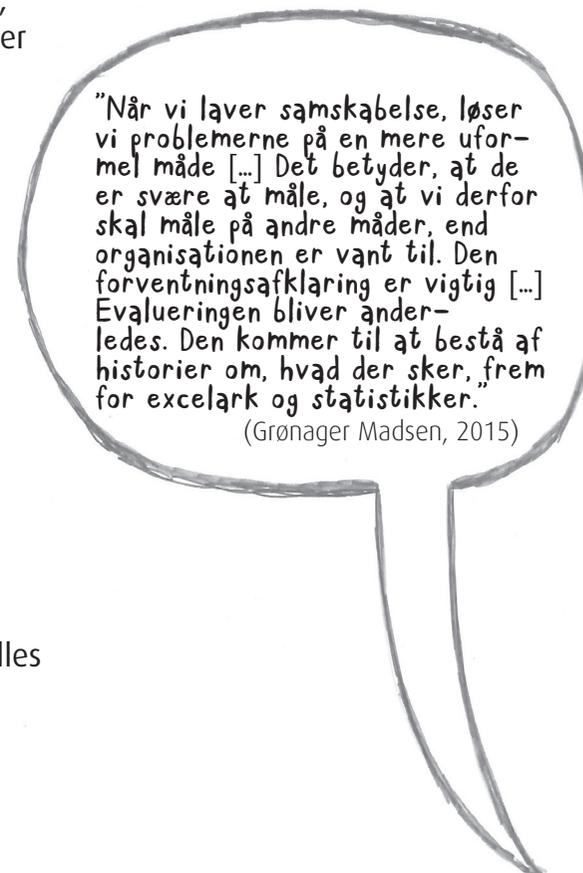 er
"Når vi laver samskabelse, løser
vi problemerne på en mere ufor-
mel måde [...] Det betyder, at de
er svære at måle, og at vi derfor
skal måle på andre måder, end
organisationen er vant til. Den
forventningsafklaring er vigtig [...]
Evalueringen bliver ander-
ledes. Den kommer til at bestå af
historier om, hvad der sker, frem
for excelark og statistikker."
(Grønager Madsen, 2015)
lles